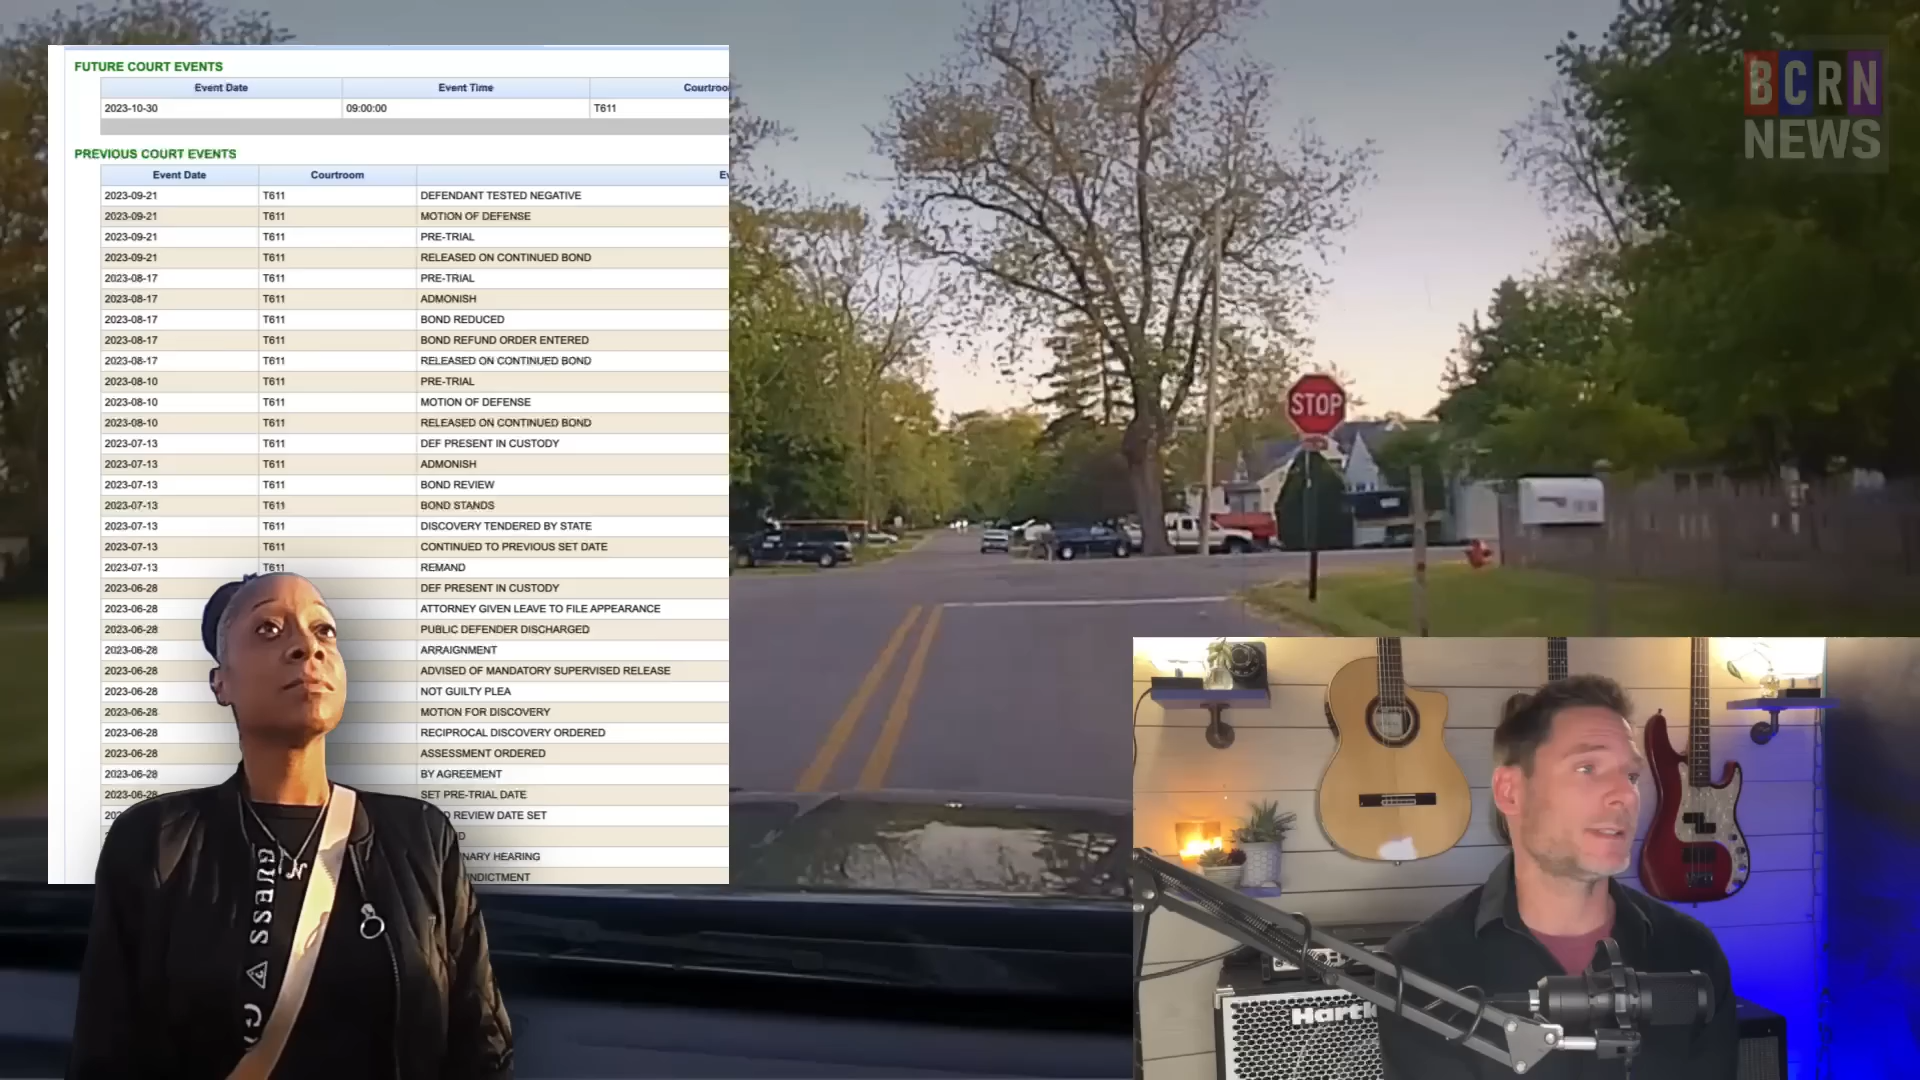 FUTURE COURT EVENTS
Event Date Event Time
2023-10-30 09:00:00 T611
PREVIOUS COURT EVENTS
Event Date Courtroom
2023-09-21 T611 DEFENDANT TESTED NEGATIVE
2023-09-21 T611 MOTION OF DEFENSE
2023-09-21 T611 PRE-TRIAL
2023-09-21 T611 RELEASED ON CONTINUED BOND
2023-08-17 T611 PRE-TRIAL
2023-08-17 T611 ADMONISH
2023-08-17 T611 BOND REDUCED
2023-08-17 T611 BOND REFUND ORDER ENTERED
2023-08-17 T611 RELEASED ON CONTINUED BOND
2023-08-10 T611 PRE-TRIAL
2023-08-10 T611 MOTION OF DEFENSE
2023-08-10 T611 RELEASED ON CONTINUED BOND
2023-07-13 T611 DEF PRESENT IN CUSTODY
2023-07-13 T611 ADMONISH
2023-07-13 T611 BOND REVIEW
2023-07-13 T611 BOND STANDS
2023-07-13 T611 DISCOVERY TENDERED BY STATE
2023-07-13 T611 CONTINUED TO PREVIOUS SET DATE
2023-07-13 T611 REMAND
2023-06-28 DEF PRESENT IN CUSTODY
2023-06-28 ATTORNEY GIVEN LEAVE TO FILE APPEARANCE
2023-06-28 PUBLIC DEFENDER DISCHARGED
2023-06-28 ARRAIGNMENT
2023-06-28 ADVISED OF MANDATORY SUPERVISED RELEASE
2023-06-28 NOT GUILTY PLEA
2023-06-28 MOTION FOR DISCOVERY
2023-06-28 RECIPROCAL DISCOVERY ORDERED
2023-06-28 ASSESSMENT ORDERED
2023-06-28 BY AGREEMENT
2023-06-28 SET PRE-TRIAL DATE
REVIEW DATE SET
HEARING
INDICTMENT
GUESS
BCRN
NEWS
STOP